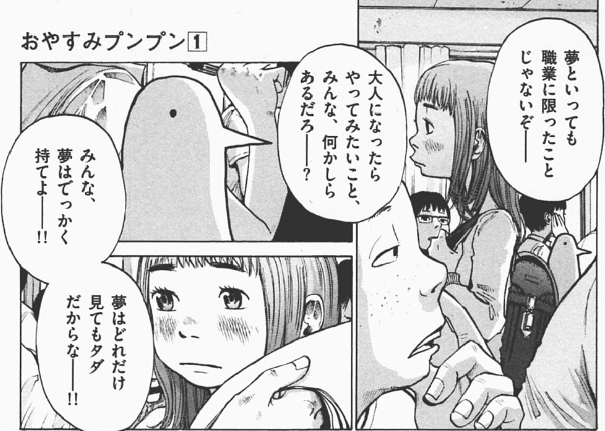 おやすみプンプン1
夢といっても
職業に限ったこと
じゃないぞ――
大人になったら
やってみたいこと、
みんな、何かしら
あるだろ――?
みんな、
夢はでっかく
持てよ――!!
夢はどれだけ
見てもタダ
だからな――!!